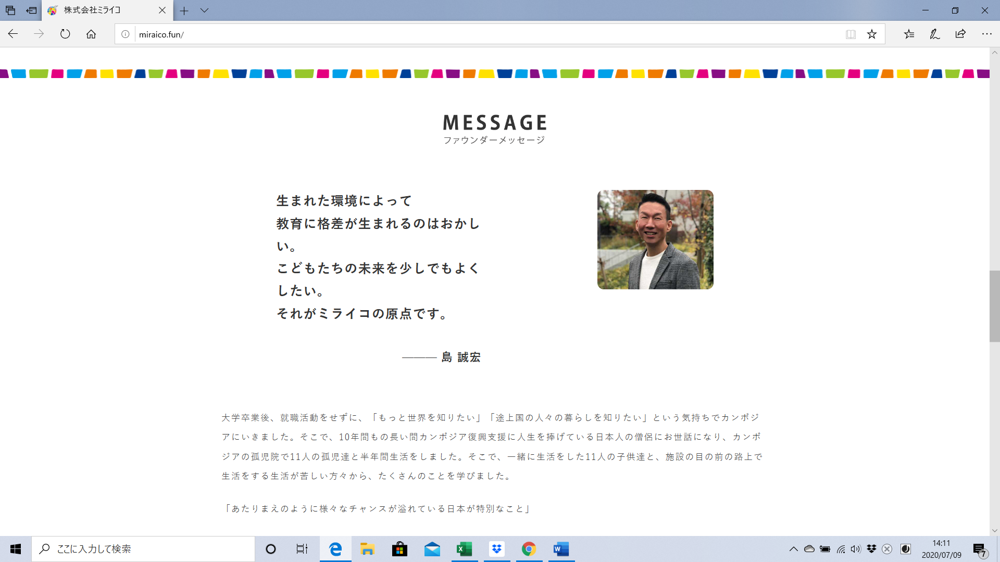 株式会社ミライコ
miraico.fun/
MESSAGE
ファウンダーメッセージ
生まれた環境によって
教育に格差が生まれるのはおかし
い。
こどもたちの未来を少しでもよく
したい。
それがミライコの原点です。
――― 島 誠宏
大学卒業後、就職活動をせずに、「もっと世界を知りたい」「途上国の人々の暮らしを知りたい」という気持ちでカンボジ
アにいきました。そこで、10年間もの長い間カンボジア復興支援に人生を捧げている日本人の僧侶にお世話になり、カンボ
ジアの孤児院で11人の孤児達と半年間生活をしました。そこで、一緒に生活をした11人の子供達と、施設の目の前の路上で
生活をする生活が苦しい方々から、たくさんのことを学びました。
「あたりまえのように様々なチャンスが溢れている日本が特別なこと」
ここに入力して検索
14:11
2020/07/09
7